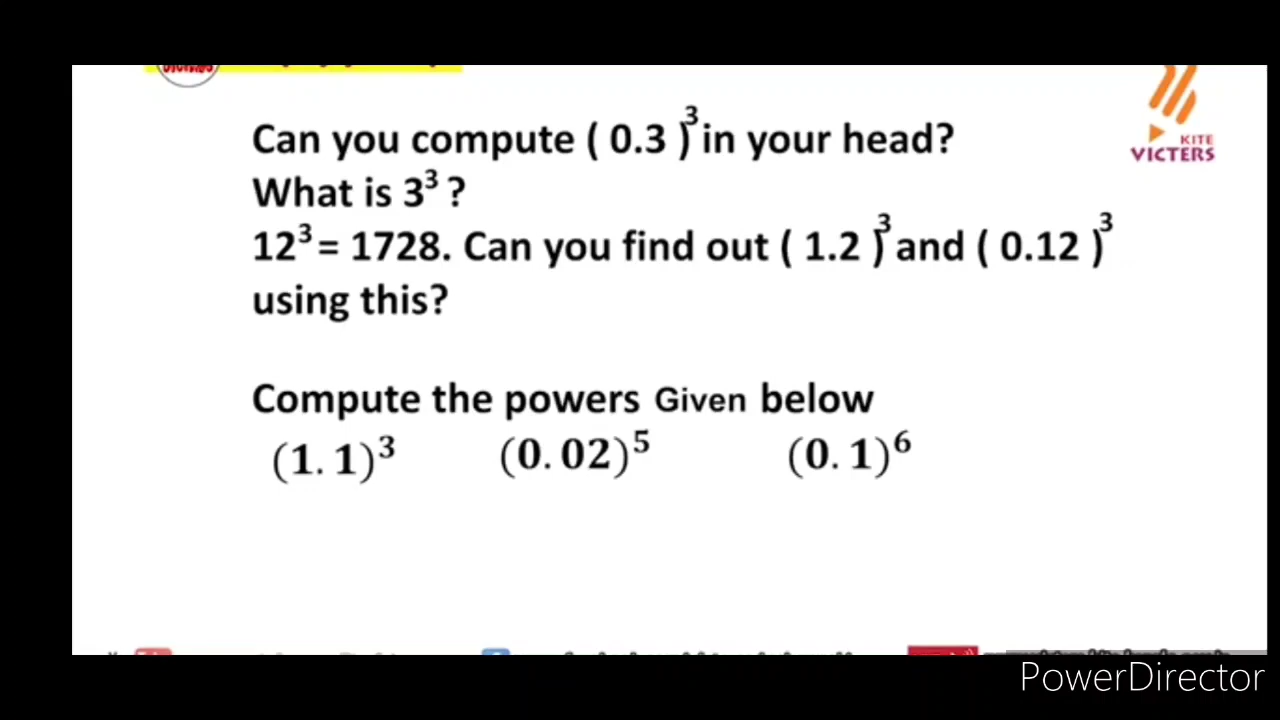 Can you compute ( 0.3 )³ in your head?
What is 3³ ?
12³ = 1728. Can you find out ( 1.2 )³ and ( 0.12 )³
using this?
Compute the powers Given below
(1.1)³ (0.02)⁵ (0.1)⁶
KITE
VICTERS
PowerDirector